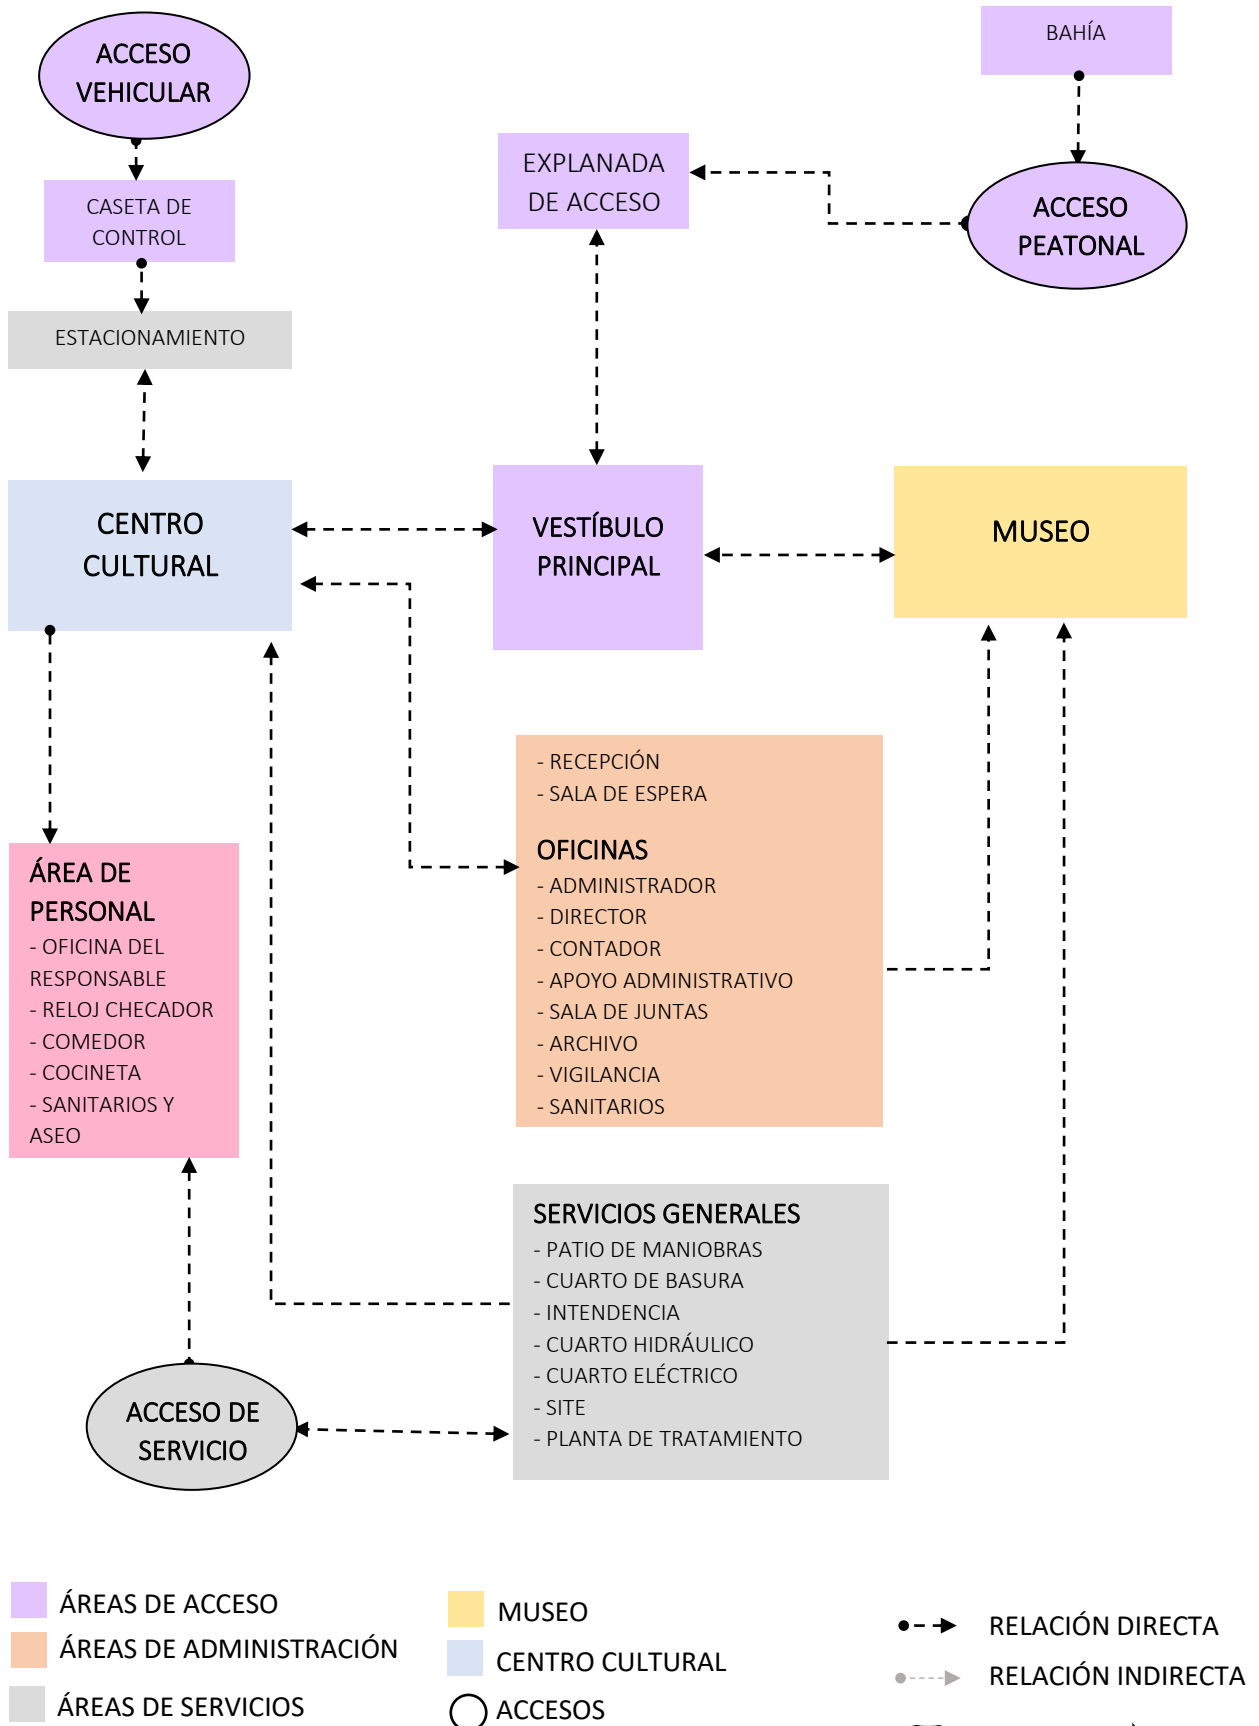 ACCESO
VEHICULAR
BAHÍA
CASETA DE
CONTROL
EXPLANADA
DE ACCESO
ACCESO
PEATONAL
ESTACIONAMIENTO
CENTRO
CULTURAL
VESTÍBULO
PRINCIPAL
MUSEO
- RECEPCIÓN
- SALA DE ESPERA
OFICINAS
- ADMINISTRADOR
- DIRECTOR
- CONTADOR
- APOYO ADMINISTRATIVO
- SALA DE JUNTAS
- ARCHIVO
- VIGILANCIA
- SANITARIOS
ÁREA DE
PERSONAL
- OFICINA DEL
RESPONSABLE
- RELOJ CHECADOR
- COMEDOR
- COCINETA
- SANITARIOS Y
ASEO
SERVICIOS GENERALES
- PATIO DE MANIOBRAS
- CUARTO DE BASURA
- INTENDENCIA
- CUARTO HIDRÁULICO
- CUARTO ELÉCTRICO
- SITE
- PLANTA DE TRATAMIENTO
ACCESO DE
SERVICIO
ÁREAS DE ACCESO
ÁREAS DE ADMINISTRACIÓN
ÁREAS DE SERVICIOS
MUSEO
CENTRO CULTURAL
ACCESOS
RELACIÓN DIRECTA
RELACIÓN INDIRECTA